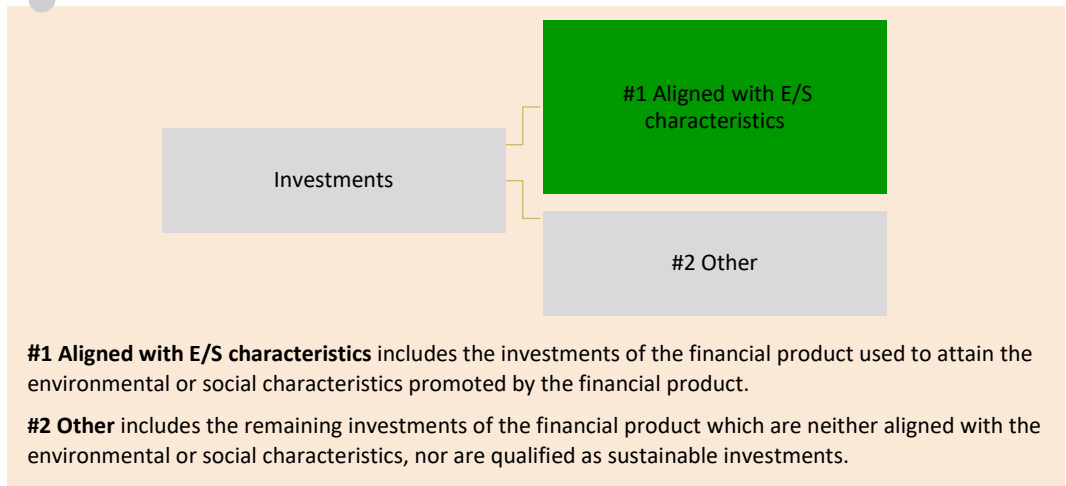 #1 Aligned with E/S
characteristics
Investments
#2 Other
#1 Aligned with E/S characteristics includes the investments of the financial product used to attain the
environmental or social characteristics promoted by the financial product.
#2 Other includes the remaining investments of the financial product which are neither aligned with the
environmental or social characteristics, nor are qualified as sustainable investments.